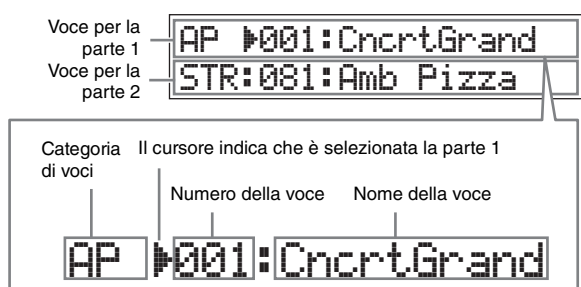 Voce per la
parte 1
AP ▶001:CncrtGrand
Voce per la
parte 2
STR:081:Amb Pizza
Categoria
di voci
Il cursore indica che è selezionata la parte 1
Numero della voce
Nome della voce
AP ▶001:CncrtGrand